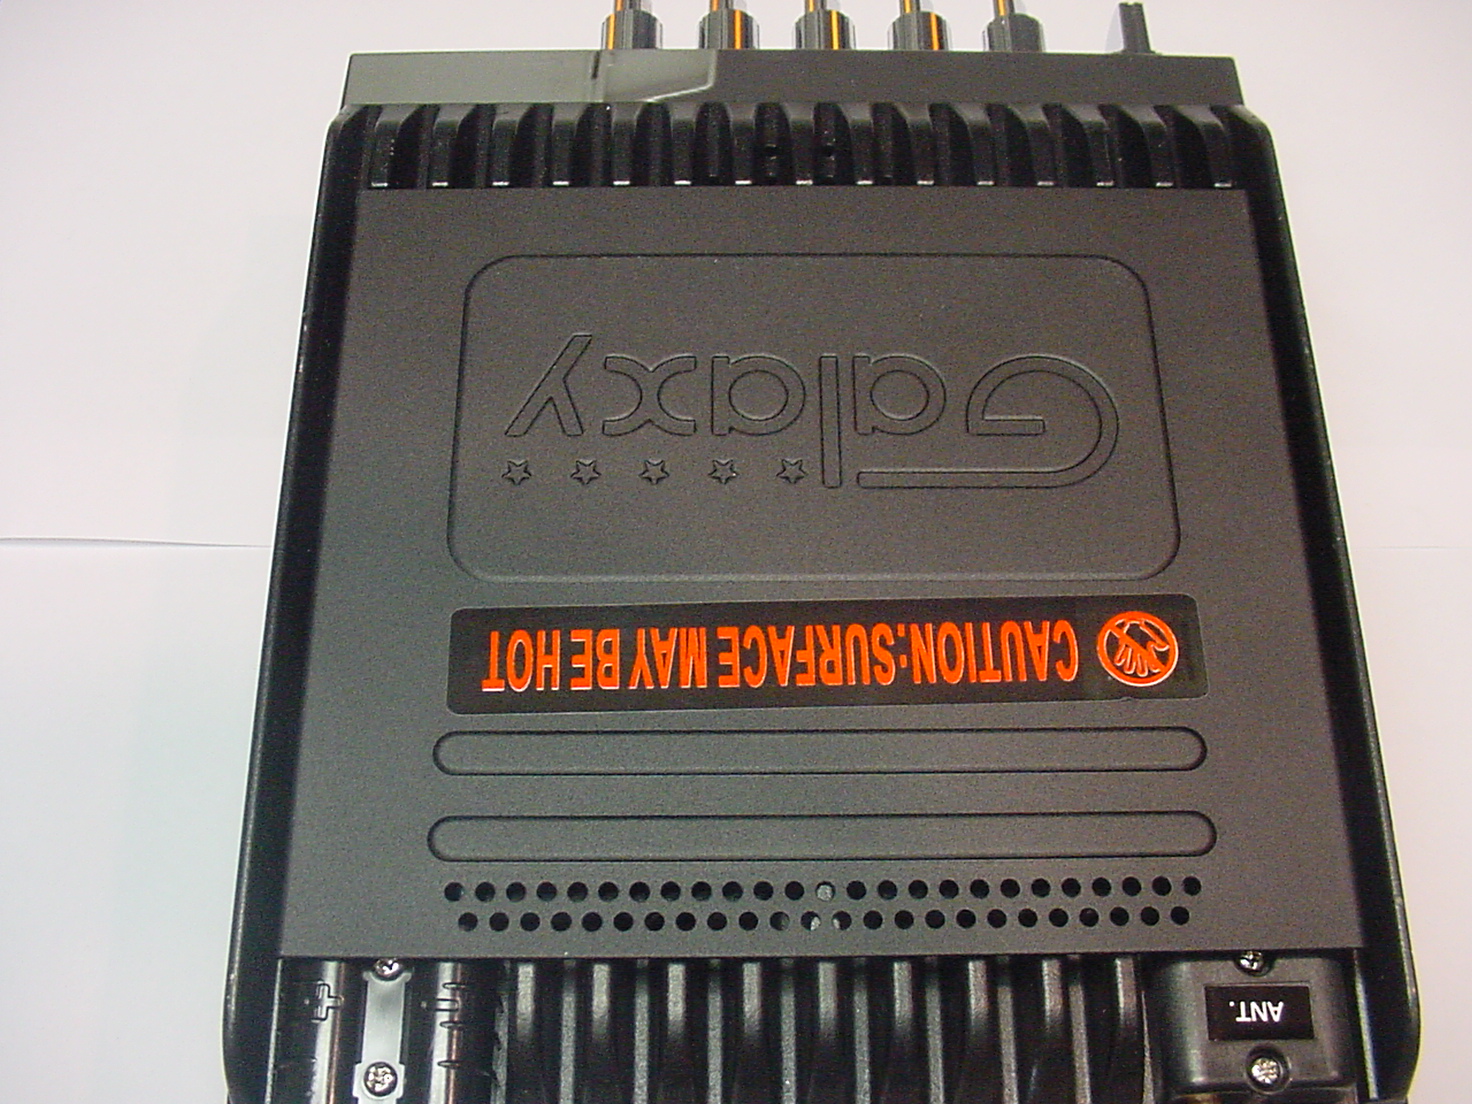 Galaxy
CAUTION:SURFACE MAY BE HOT
ANT.